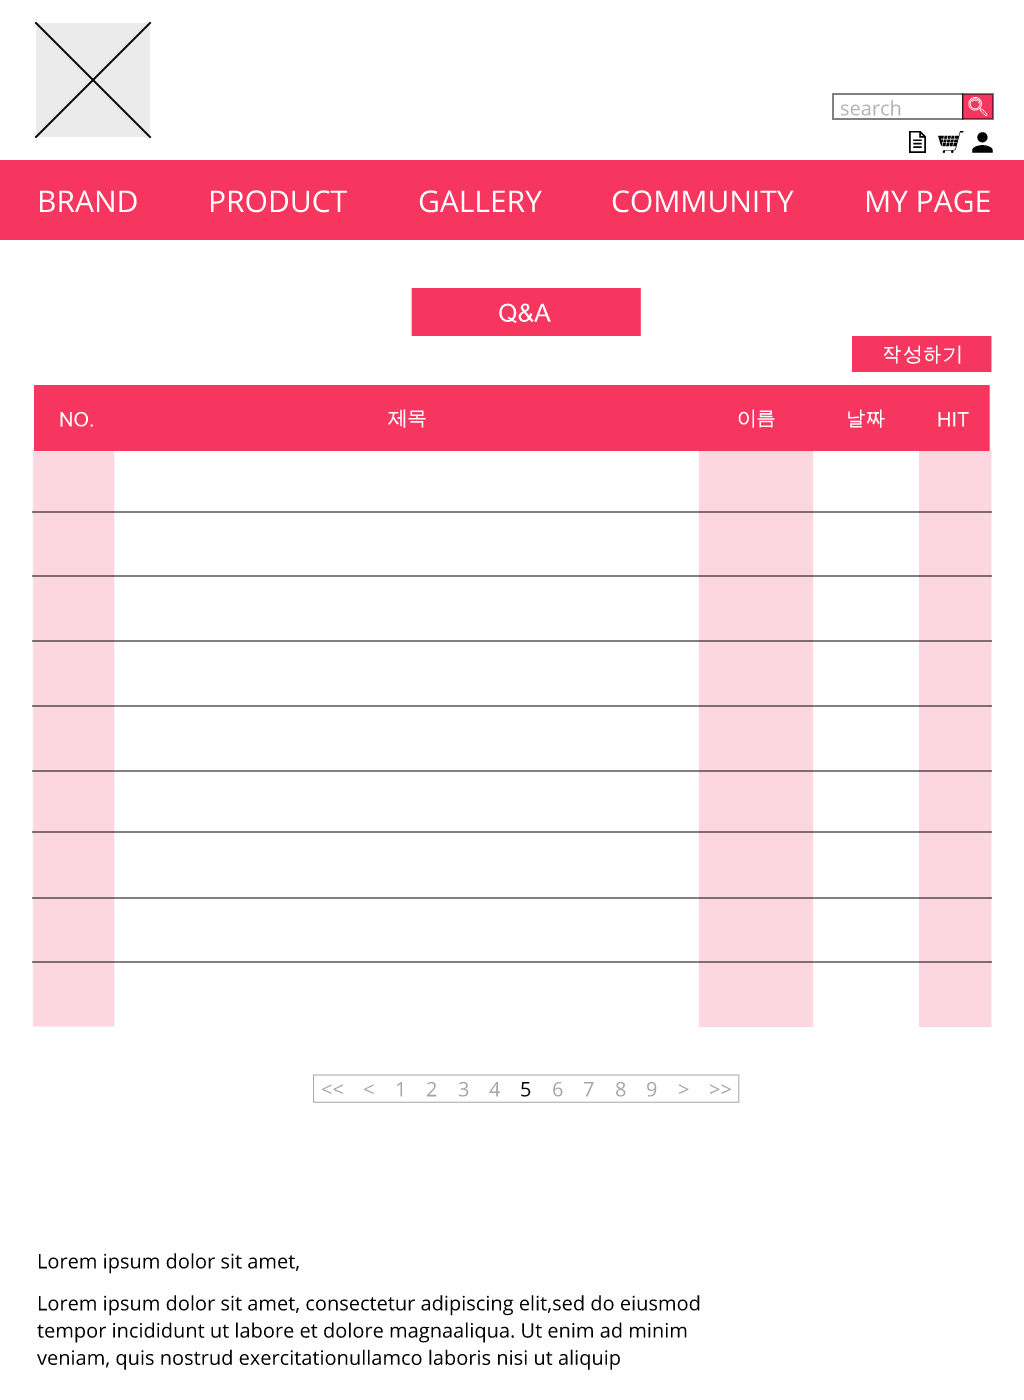 search
BRAND PRODUCT GALLERY COMMUNITY MY PAGE
Q&A
작성하기
NO. 제목 이름 날짜 HIT
<< < 1 2 3 4 5 6 7 8 9 > >>
Lorem ipsum dolor sit amet,
Lorem ipsum dolor sit amet, consectetur adipiscing elit,sed do eiusmod
tempor incididunt ut labore et dolore magnaaliqua. Ut enim ad minim
veniam, quis nostrud exercitationullamco laboris nisi ut aliquip